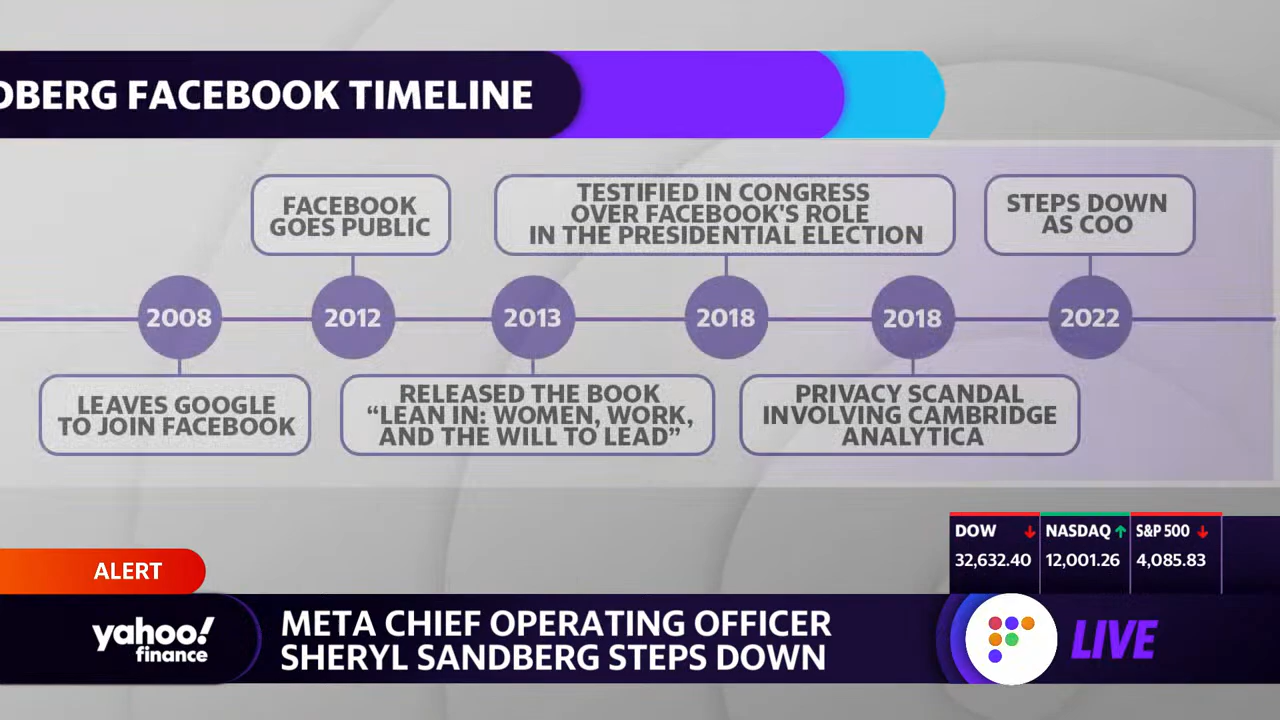 DBERG FACEBOOK TIMELINE
FACEBOOK
GOES PUBLIC
TESTIFIED IN CONGRESS
OVER FACEBOOK'S ROLE
IN THE PRESIDENTIAL ELECTION
STEPS DOWN
AS COO
2008
2012
2013
2018
2018
2022
LEAVES GOOGLE
TO JOIN FACEBOOK
RELEASED THE BOOK
“LEAN IN: WOMEN, WORK,
AND THE WILL TO LEAD”
PRIVACY SCANDAL
INVOLVING CAMBRIDGE
ANALYTICA
DOW
32,632.40
NASDAQ
12,001.26
S&P 500
4,085.83
ALERT
yahoo!
finance
META CHIEF OPERATING OFFICER
SHERYL SANDBERG STEPS DOWN
LIVE